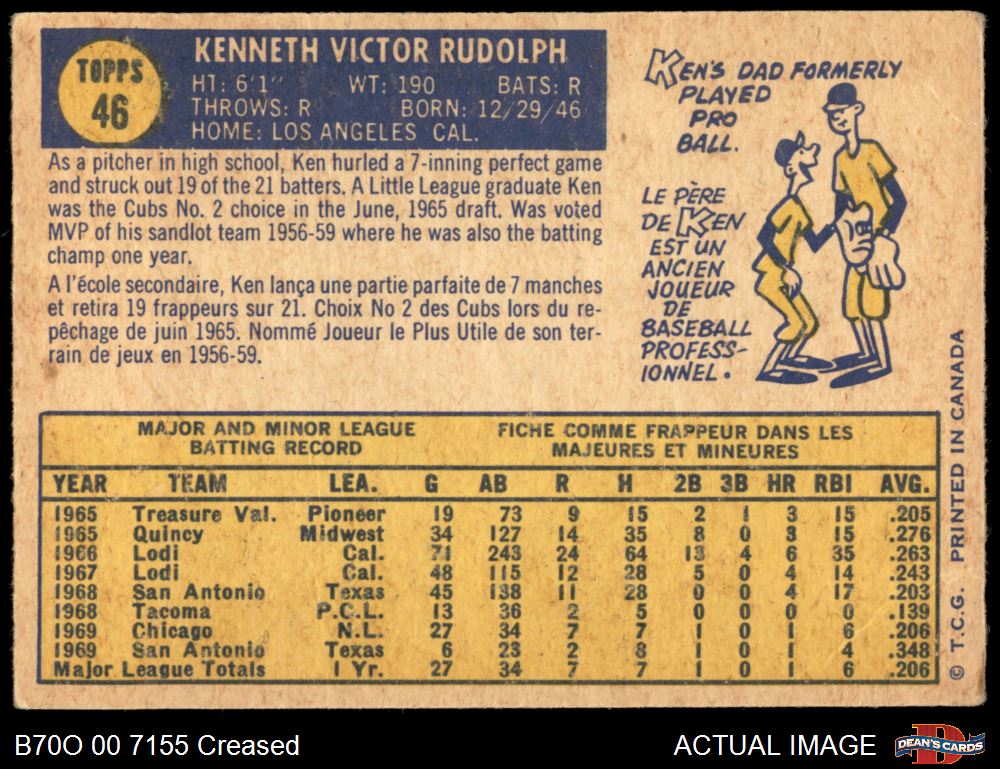 TOPPS
46
KENNETH VICTOR RUDOLPH
HT: 6'1" WT: 190 BATS: R
THROWS: R BORN: 12/29/46
HOME: LOS ANGELES CAL.
As a pitcher in high school, Ken hurled a 7-inning perfect game
and struck out 19 of the 21 batters. A Little League graduate Ken
was the Cubs No. 2 choice in the June, 1965 draft. Was voted
MVP of his sandlot team 1956-59 where he was also the batting
champ one year.
A l'école secondaire, Ken lança une partie parfaite de 7 manches
et retira 19 frappeurs sur 21. Choix No 2 des Cubs lors du re-
pêchage de juin 1965. Nommé Joueur le Plus Utile de son ter-
rain de jeux en 1956-59.
KEN'S DAD FORMERLY
PLAYED
PRO
BALL.
LE PÈRE
DE KEN
EST UN
ANCIEN
JOUEUR
DE
BASEBALL
PROFESS-
IONNEL.
MAJOR AND MINOR LEAGUE
BATTING RECORD
FICHE COMME FRAPPEUR DANS LES
MAJEURES ET MINEURES
YEAR TEAM LEA. G AB R H 2B 3B HR RBI AVG.
1965 Treasure Val. Pioneer 19 73 9 15 2 1 3 15 .205
1965 Quincy Midwest 34 127 14 35 8 0 3 15 .276
1966 Lodi Cal. 71 243 24 64 13 4 6 35 .263
1967 Lodi Cal. 48 115 12 28 5 0 4 14 .243
1968 San Antonio Texas 45 138 11 28 0 0 4 17 .203
1968 Tacoma P.C.L. 13 36 2 5 0 0 0 0 .139
1969 Chicago N.L. 27 34 7 7 1 0 1 6 .206
1969 San Antonio Texas 6 23 2 8 1 0 1 4 .348
Major League Totals 1 Yr. 27 34 7 7 1 0 1 6 .206
© T.C.G. PRINTED IN CANADA
B70O 00 7155 Creased
ACTUAL IMAGE
DEAN'S CARDS